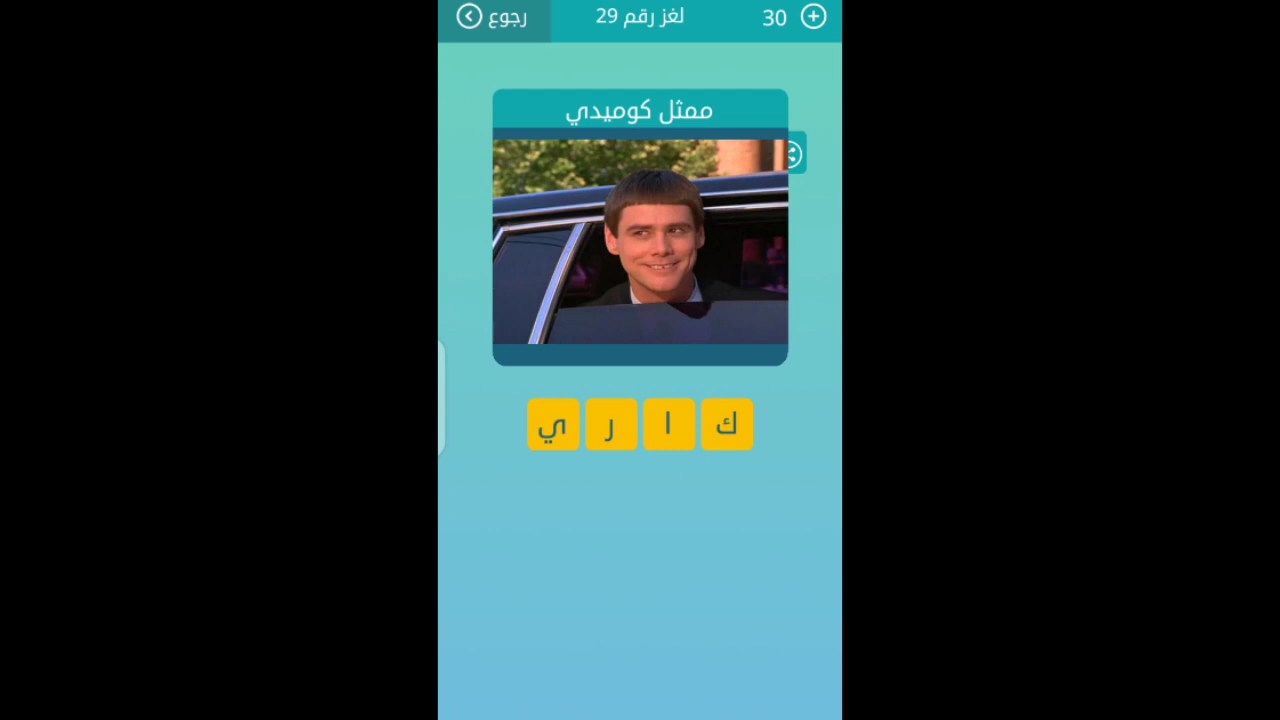 رجوع
لغز رقم 29
30
ممثل كوميدي
ك ا ر ي